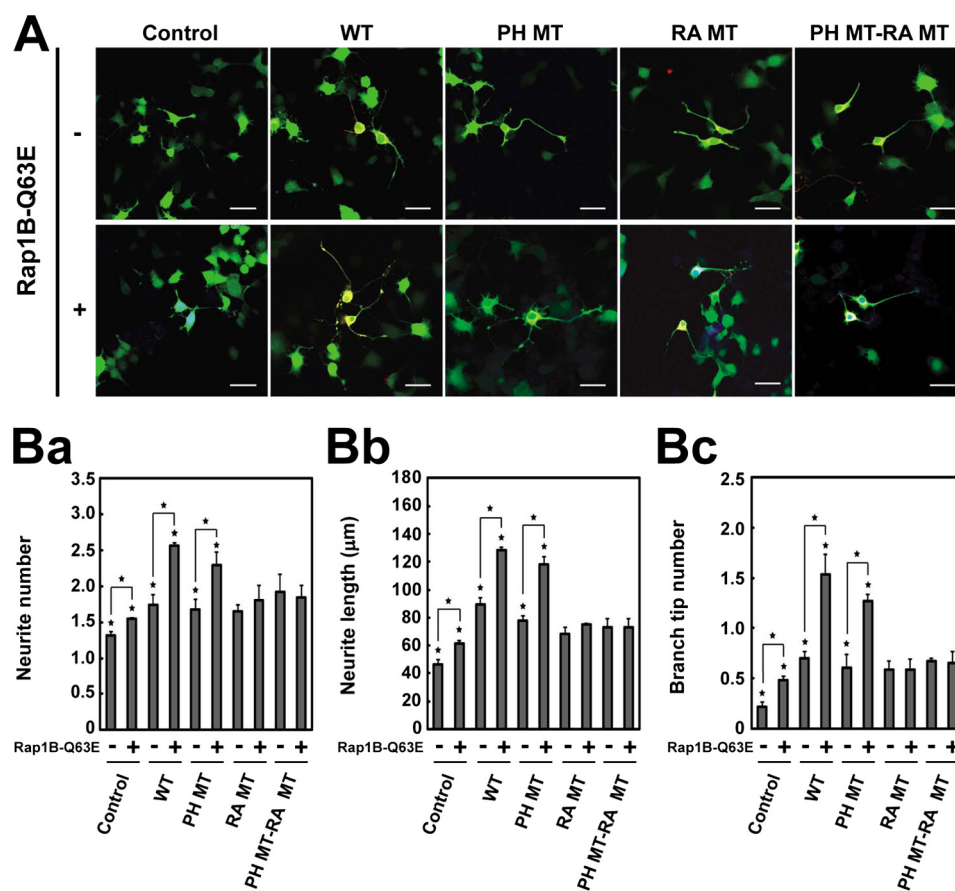 A
Control WT PH MT RA MT PH MT-RA MT
Rap1B-Q63E
-
+
Ba
Neurite number
3.5
3.0
2.5
2.0
1.5
1.0
0.5
0
Rap1B-Q63E - + - + - + - + - +
Control WT PH MT RA MT PH MT-RA MT
Bb
Neurite length (µm)
180
160
140
120
100
80
60
40
20
0
Rap1B-Q63E - + - + - + - + - +
Control WT PH MT RA MT PH MT-RA MT
Bc
Branch tip number
2.5
2.0
1.5
1.0
0.5
0
Rap1B-Q63E - + - + - + - + - +
Control WT PH MT RA MT PH MT-RA MT